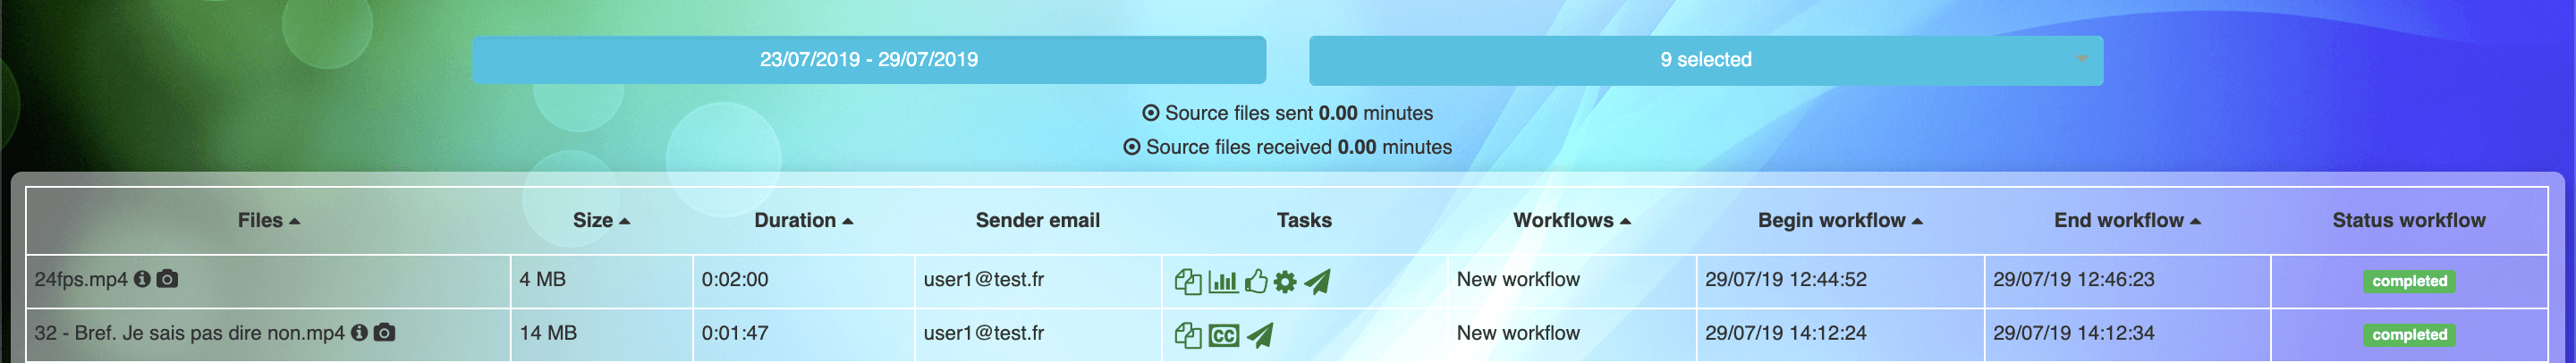 23/07/2019 - 29/07/2019 9 selected
Source files sent 0.00 minutes
Source files received 0.00 minutes
Files Size Duration Sender email Tasks Workflows Begin workflow End workflow Status workflow
24fps.mp4 4 MB 0:02:00 user1@test.fr New workflow 29/07/19 12:44:52 29/07/19 12:46:23 completed
32 - Bref. Je sais pas dire non.mp4 14 MB 0:01:47 user1@test.fr CC New workflow 29/07/19 14:12:24 29/07/19 14:12:34 completed